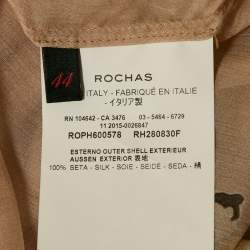 44
ROCHAS
ITALY - FABRIQUÉ EN ITALIE
- イタリア製
RN 104642 - CA 3476 03 - 5464 - 6729
11 2015-0026847
ROPH600578 RH280830F
ESTERNO OUTER SHELL EXTERIEUR
AUSSEN EXTERIOR 表地
100% SETA - SILK - SOIE - SEIDE - SEDA - 絹